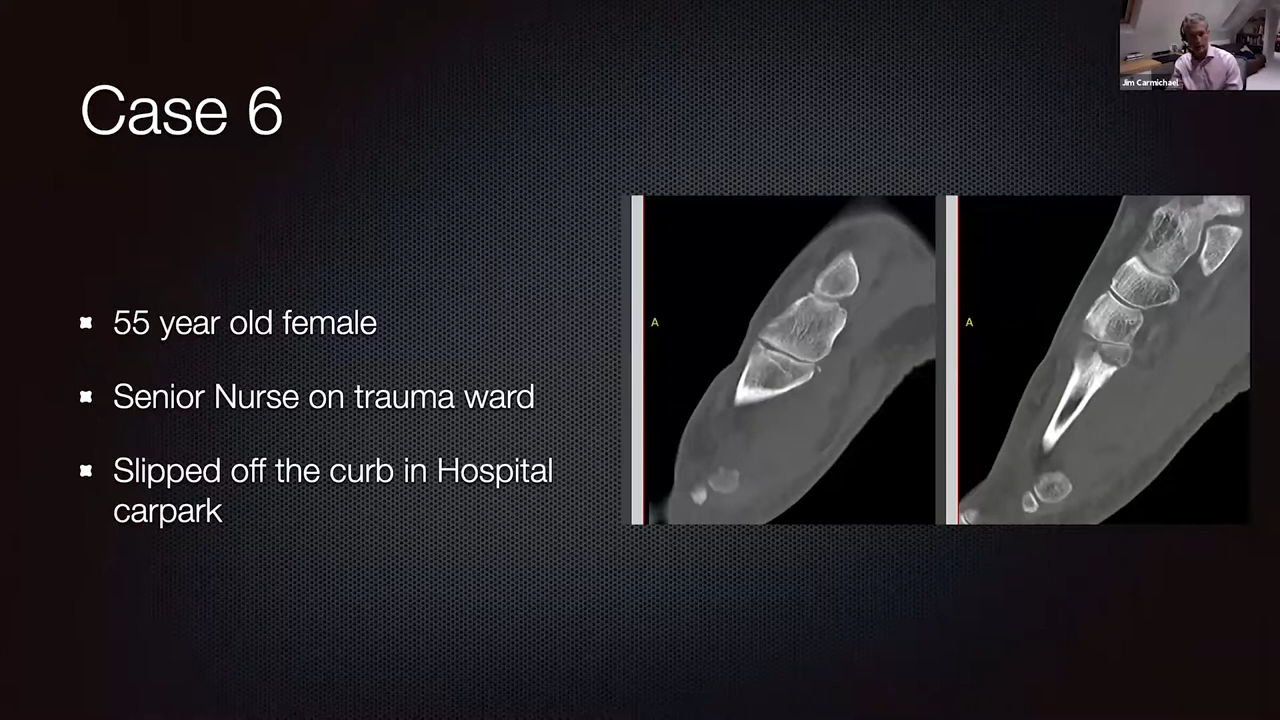 Jim Carmichael
Case 6
55 year old female
Senior Nurse on trauma ward
Slipped off the curb in Hospital
carpark
A
A